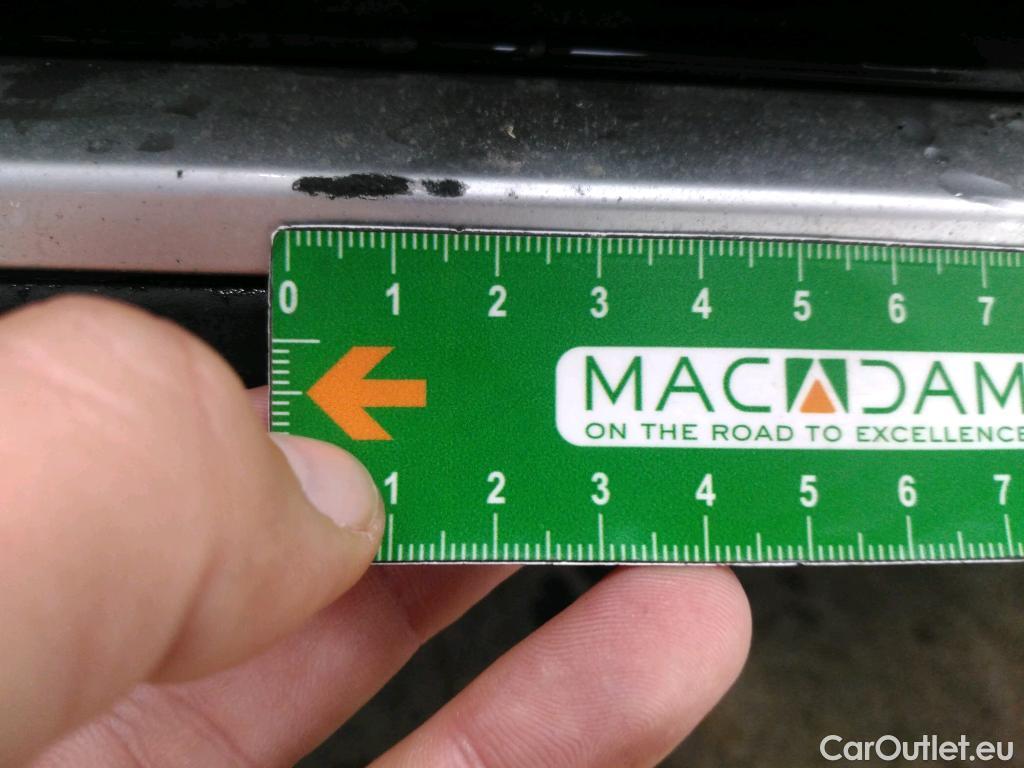 0 1 2 3 4 5 6 7
MACADAM
ON THE ROAD TO EXCELLENCE
1 2 3 4 5 6 7
CarOutlet.eu